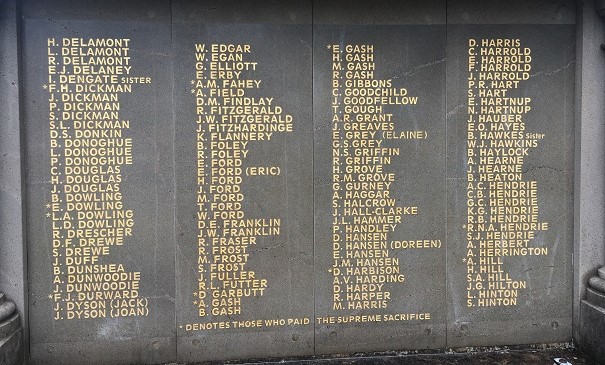 H. DELAMONT
L. DELAMONT
R. DELAMONT
E.J. DELANEY
I. DENGATE SISTER
*F.H. DICKMAN
J. DICKMAN
P. DICKMAN
S. DICKMAN
S.L. DICKMAN
D.S. DONKIN
B. DONOGHUE
L. DONOGHUE
P. DONOGHUE
C. DOUGLAS
H. DOUGLAS
J. DOUGLAS
B. DOWLING
*E. DOWLING
*L.A. DOWLING
L.D. DOWLING
R. DRESCHER
D.F. DREWE
S. DREWE
J. DUFF
B. DUNSHEA
A. DUNWOODIE
J. DUNWOODIE
*F.J. DURWARD
J. DYSON (JACK)
J. DYSON (JOAN)
W. EDGAR
W. EGAN
G. ELLIOTT
E. ERBY
*A.M. FAHEY
*A. FIELD
D.M. FINDLAY
R. FITZGERALD
J.W. FITZGERALD
J. FITZHARDINGE
K. FLANNERY
B. FOLEY
R. FOLEY
E. FORD
E. FORD (ERIC)
H. FORD
J. FORD
M. FORD
T. FORD
W. FORD
D.E. FRANKLIN
J.W. FRANKLIN
R. FRASER
R. FROST
M. FROST
S. FROST
J. FULLER
R.L. FUTTER
*D GARBUTT
*A. GASH
B. GASH
*E. GASH
H. GASH
M. GASH
R. GASH
B. GIBBONS
C. GOODCHILD
J. GOODFELLOW
T. GOUGH
A.R. GRANT
J. GREAVES
E. GREY (ELAINE)
G.S. GREY
N.S. GRIFFIN
R. GRIFFIN
H. GROVE
R.M. GROVE
G. GURNEY
A. HAGGAR
S. HALCROW
J. HALL-CLARKE
J.L. HAMMER
P. HANDLEY
D. HANSEN
D. HANSEN (DOREEN)
E. HANSEN
J.M. HANSEN
*D. HARBISON
A.V. HARDING
D. HARDY
R. HARPER
M. HARRIS
D. HARRIS
C. HARROLD
E. HARROLD
F. HARROLD
J. HARROLD
P.R. HART
S. HART
E. HARTNUP
N. HARTNUP
J. HAUBER
E.O. HAYES
B. HAWKES Sister
W.J. HAWKINS
B. HAYLOCK
A. HEARNE
J. HEARNE
B. HEATON
A.C. HENDRIE
C.B. HENDRIE
G.C. HENDRIE
K.G. HENDRIE
R.B. HENDRIE
*R.N.A. HENDRIE
S.J. HENDRIE
A. HERBERT
A. HERRINGTON
*A. HILL
H. HILL
S.A. HILL
J.G. HILTON
L. HINTON
S. HINTON
*DENOTES THOSE WHO PAID THE SUPREME SACRIFICE